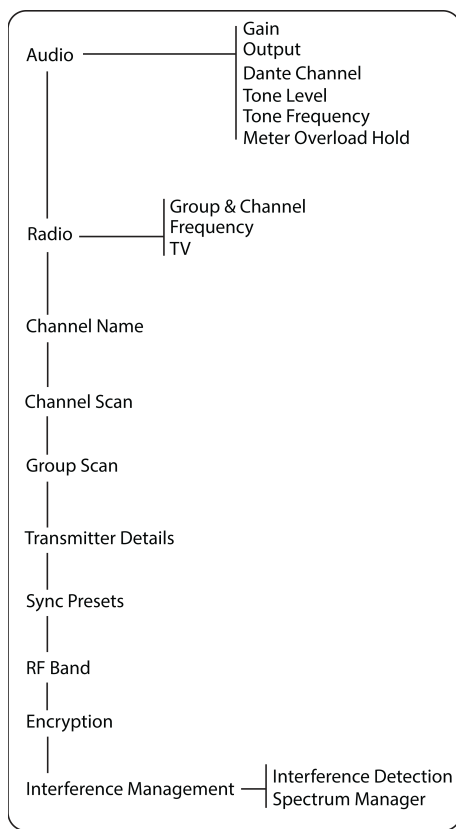 Audio
Gain
Output
Dante Channel
Tone Level
Tone Frequency
Meter Overload Hold
Radio
Group & Channel
Frequency
TV
Channel Name
Channel Scan
Group Scan
Transmitter Details
Sync Presets
RF Band
Encryption
Interference Management
Interference Detection
Spectrum Manager